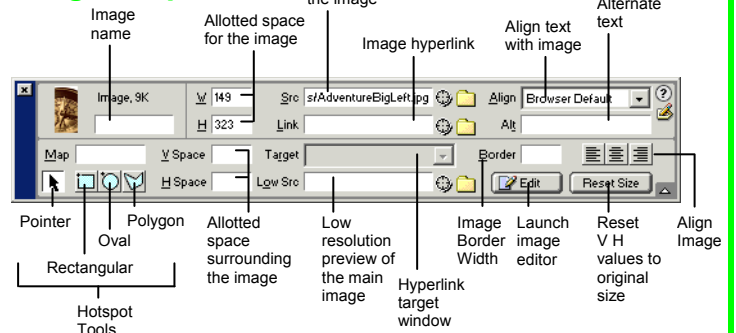 the image
Alternate
text
Image
name
Allotted space
for the image
Align text
with image
Image hyperlink
Image, 9K
W 149
Src s/AdventureBigLeft.jpg
Align Browser Default
H 323
Link
Alt
Map
V Space
Target
Border
H Space
Low Src
Edit
Reset Size
Pointer
Polygon
Oval
Rectangular
Hotspot
Tools
Allotted
space
surrounding
the image
Low
resolution
preview of
the main
image
Hyperlink
target
window
Image
Border
Width
Launch
image
editor
Reset
V H
values to
original
size
Align
Image